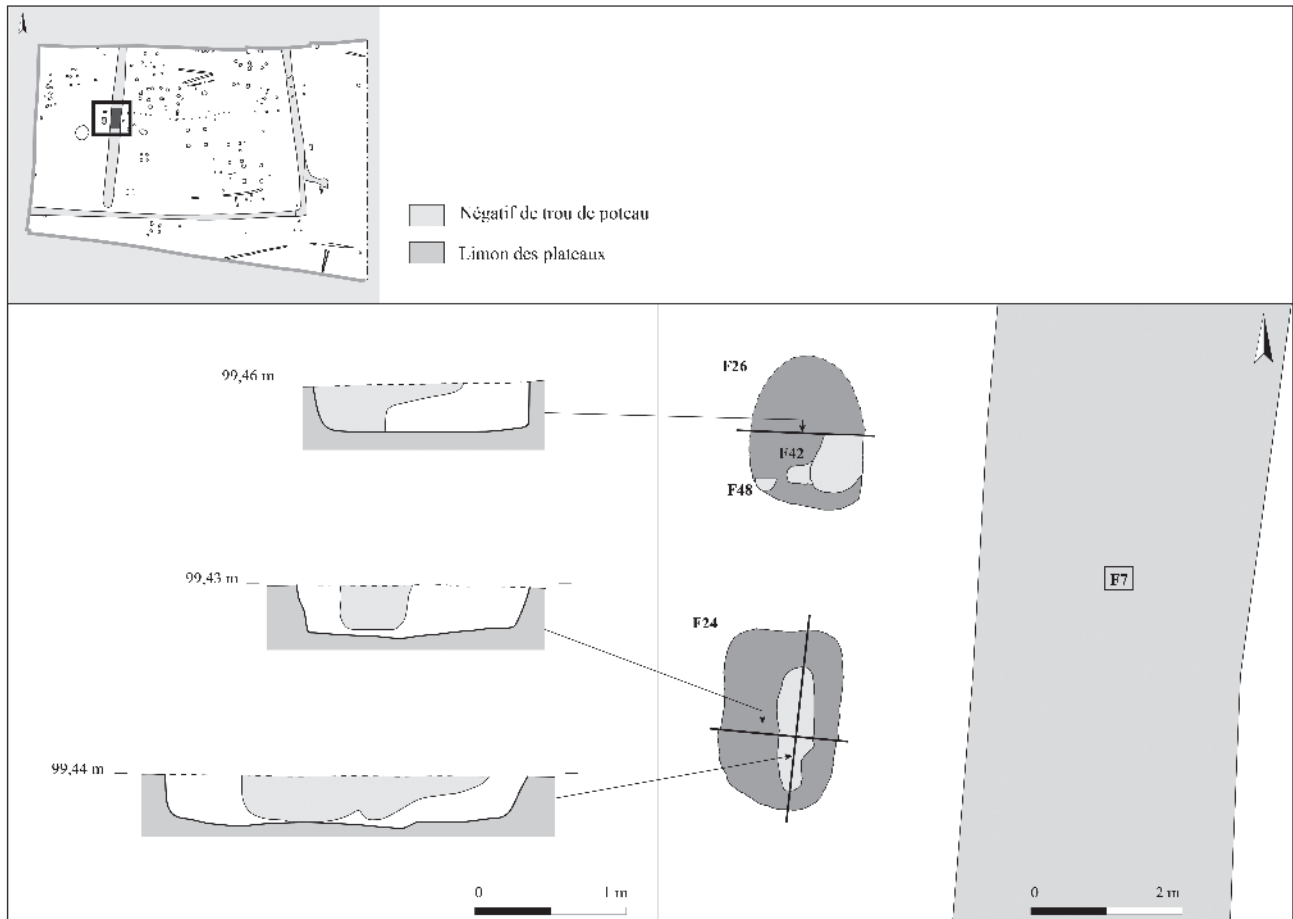 Négatif de trou de poteau
Limon des plateaux
99,46 m
F26
F42
F48
99,43 m
F24
F7
99,44 m
0 1 m
0 2 m